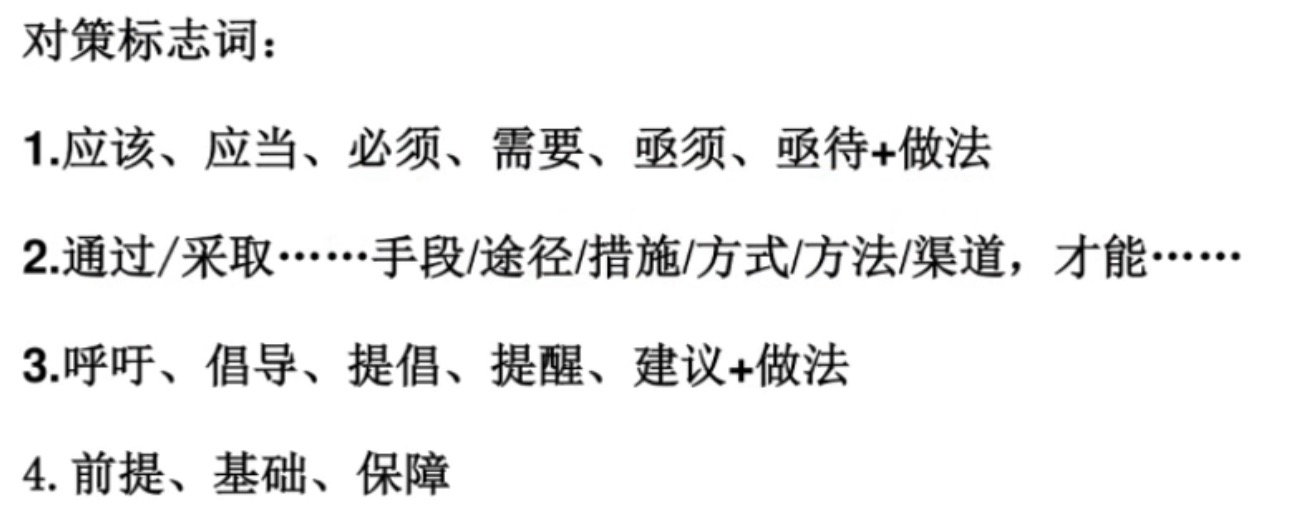 对策标志词：
1.应该、应当、必须、需要、亟须、亟待+做法
2.通过/采取……手段/途径/措施/方式/方法/渠道，才能……
3.呼吁、倡导、提倡、提醒、建议+做法
4. 前提、基础、保障